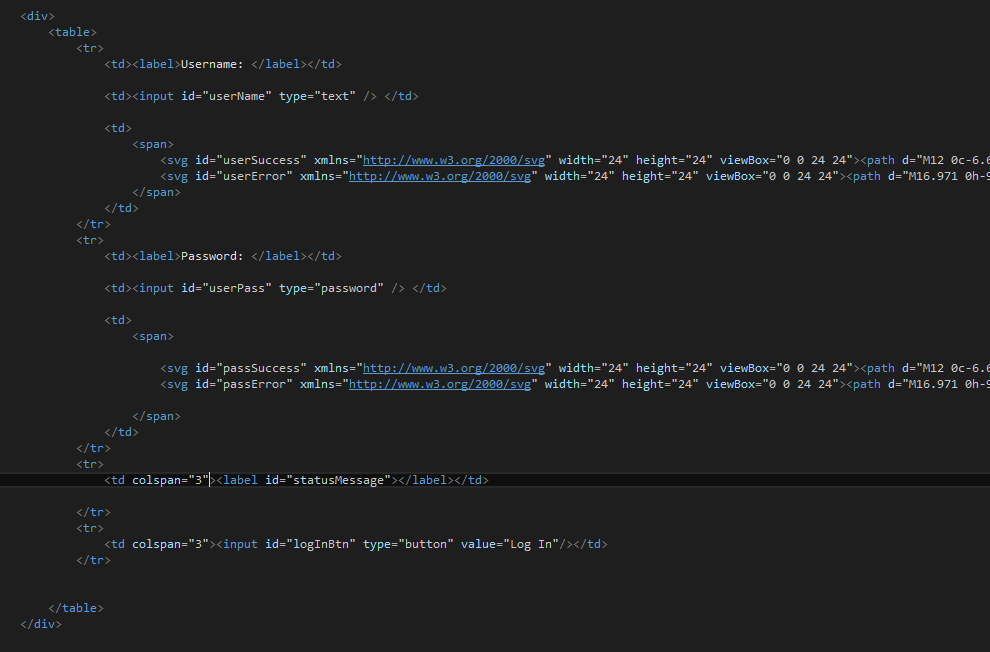 <div>
<table>
<tr>
<td><label>Username: </label></td>
<td><input id="userName" type="text" /> </td>
<td>
<span>
<svg id="userSuccess" xmlns="http://www.w3.org/2000/svg" width="24" height="24" viewBox="0 0 24 24"><path d="M12 0c-6.6
<svg id="userError" xmlns="http://www.w3.org/2000/svg" width="24" height="24" viewBox="0 0 24 24"><path d="M16.971 0h-9
</span>
</td>
</tr>
<tr>
<td><label>Password: </label></td>
<td><input id="userPass" type="password" /> </td>
<td>
<span>
<svg id="passSuccess" xmlns="http://www.w3.org/2000/svg" width="24" height="24" viewBox="0 0 24 24"><path d="M12 0c-6.6
<svg id="passError" xmlns="http://www.w3.org/2000/svg" width="24" height="24" viewBox="0 0 24 24"><path d="M16.971 0h-9
</span>
</td>
</tr>
<tr>
<td colspan="3"><label id="statusMessage"></label></td>
</tr>
<tr>
<td colspan="3"><input id="logInBtn" type="button" value="Log In"/></td>
</tr>
</table>
</div>